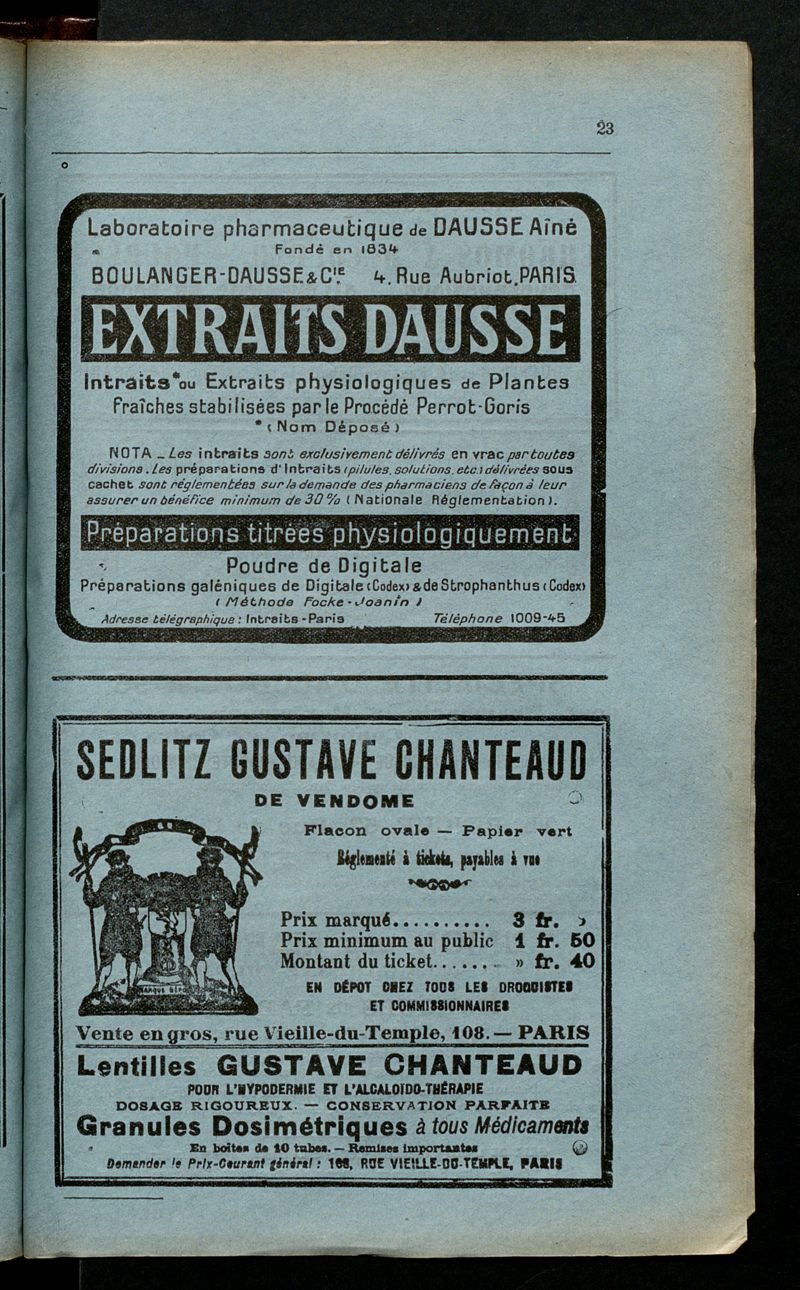 23
Laboratoire pharmaceutique de DAUSSE Aîné
Fondé en 1834
BOULANGER-DAUSSE & Cie 4, Rue Aubriot, PARIS.
EXTRAITS DAUSSE
Intraits* ou Extraits physiologiques de Plantes
Fraîches stabilisées par le Procédé Perrot-Goris
* (Nom Déposé)
NOTA _ Les intraits sont exclusivement délivrés en vrac par toutes
divisions. Les préparations d'Intraits (pilules, solutions, etc.) délivrées sous
cachet sont réglementées sur la demande des pharmaciens de façon à leur
assurer un bénéfice minimum de 30% (Nationale Réglementation).
Préparations titrées physiologiquement
Poudre de Digitale
Préparations galéniques de Digitale (Codex) & de Strophanthus (Codex)
(Méthode Focke-Joanin)
Adresse télégraphique : Intraits-Paris Téléphone 1009-45
SEDLITZ GUSTAVE CHANTEAUD
DE VENDOME
Flacon ovale — Papier vert
Réglementé à tickets, payables à vue
Prix marqué.......... 3 fr. »
Prix minimum au public 1 fr. 50
Montant du ticket....... » fr. 40
EN DÉPOT CHEZ TOUS LES DROGUISTES
ET COMMISSIONNAIRES
Vente en gros, rue Vieille-du-Temple, 108. — PARIS
Lentilles GUSTAVE CHANTEAUD
POUR L'HYPODERMIE ET L'ALCALOÏDO-THÉRAPIE
DOSAGE RIGOUREUX. — CONSERVATION PARFAITE
Granules Dosimétriques à tous Médicaments
En boîtes de 10 tubes. — Remises importantes
Demander le Prix-Courant général : 108, RUE VIEILLE-DU-TEMPLE, PARIS